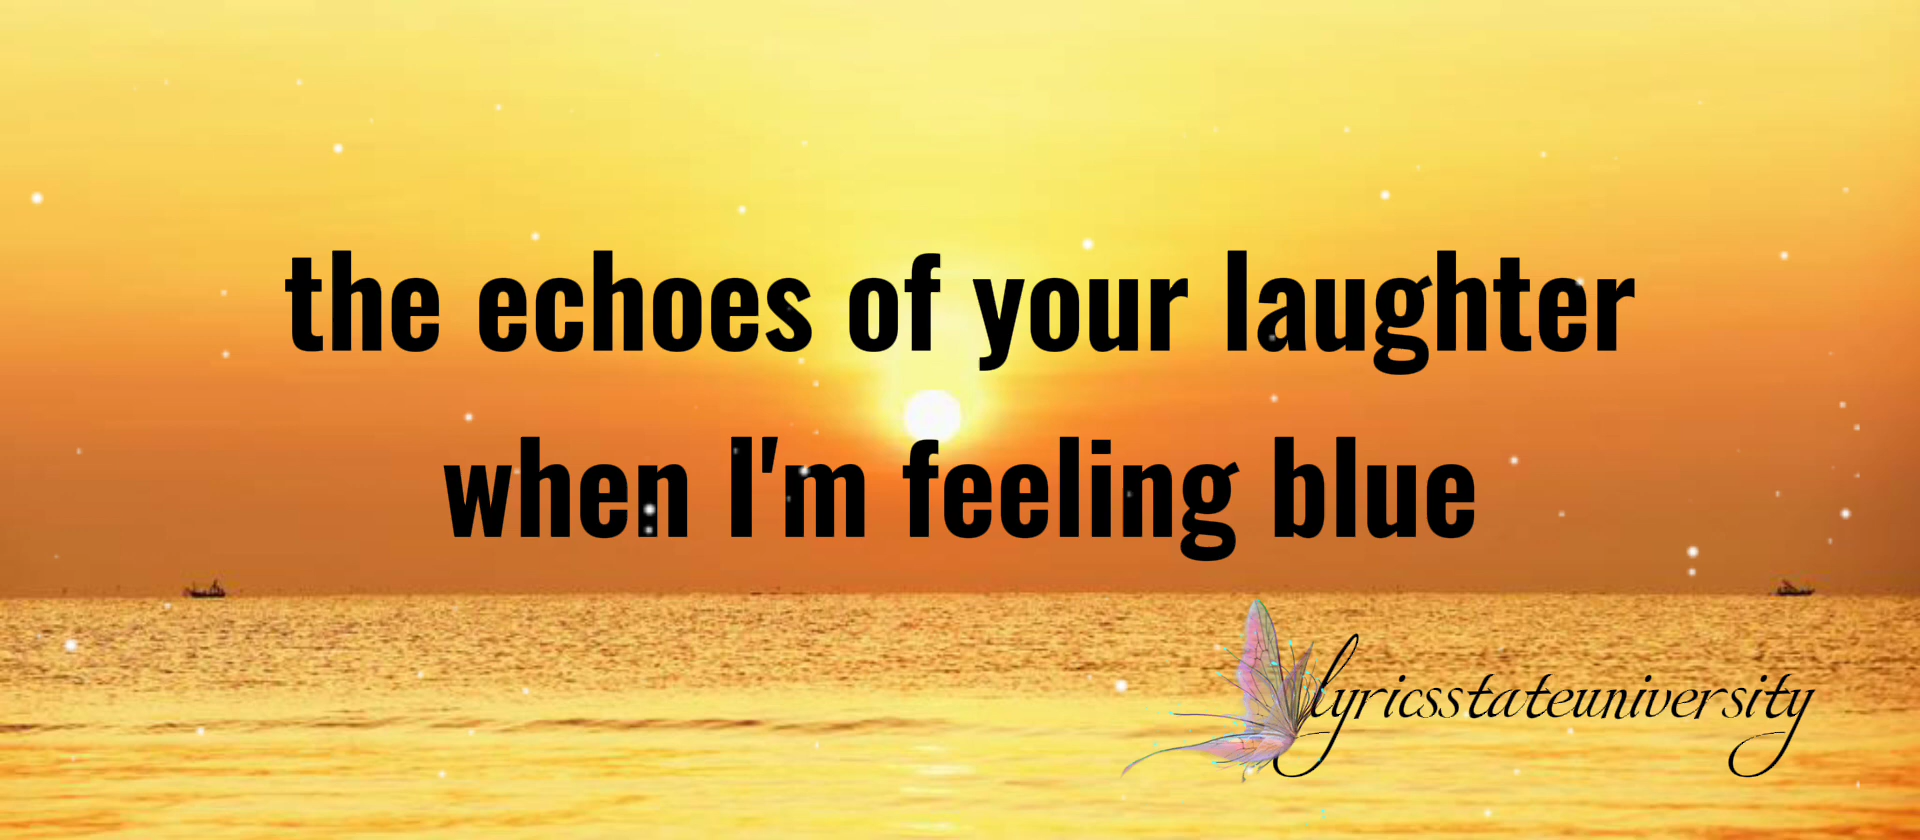 the echoes of your laughter
when I'm feeling blue
lyricsstateuniversity